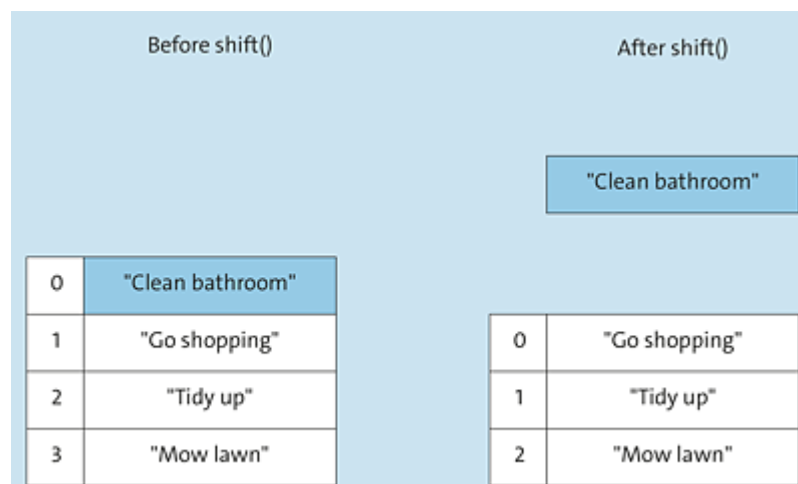 Before shift()
After shift()
"Clean bathroom"
0 "Clean bathroom"
1 "Go shopping" 0 "Go shopping"
2 "Tidy up" 1 "Tidy up"
3 "Mow lawn" 2 "Mow lawn"